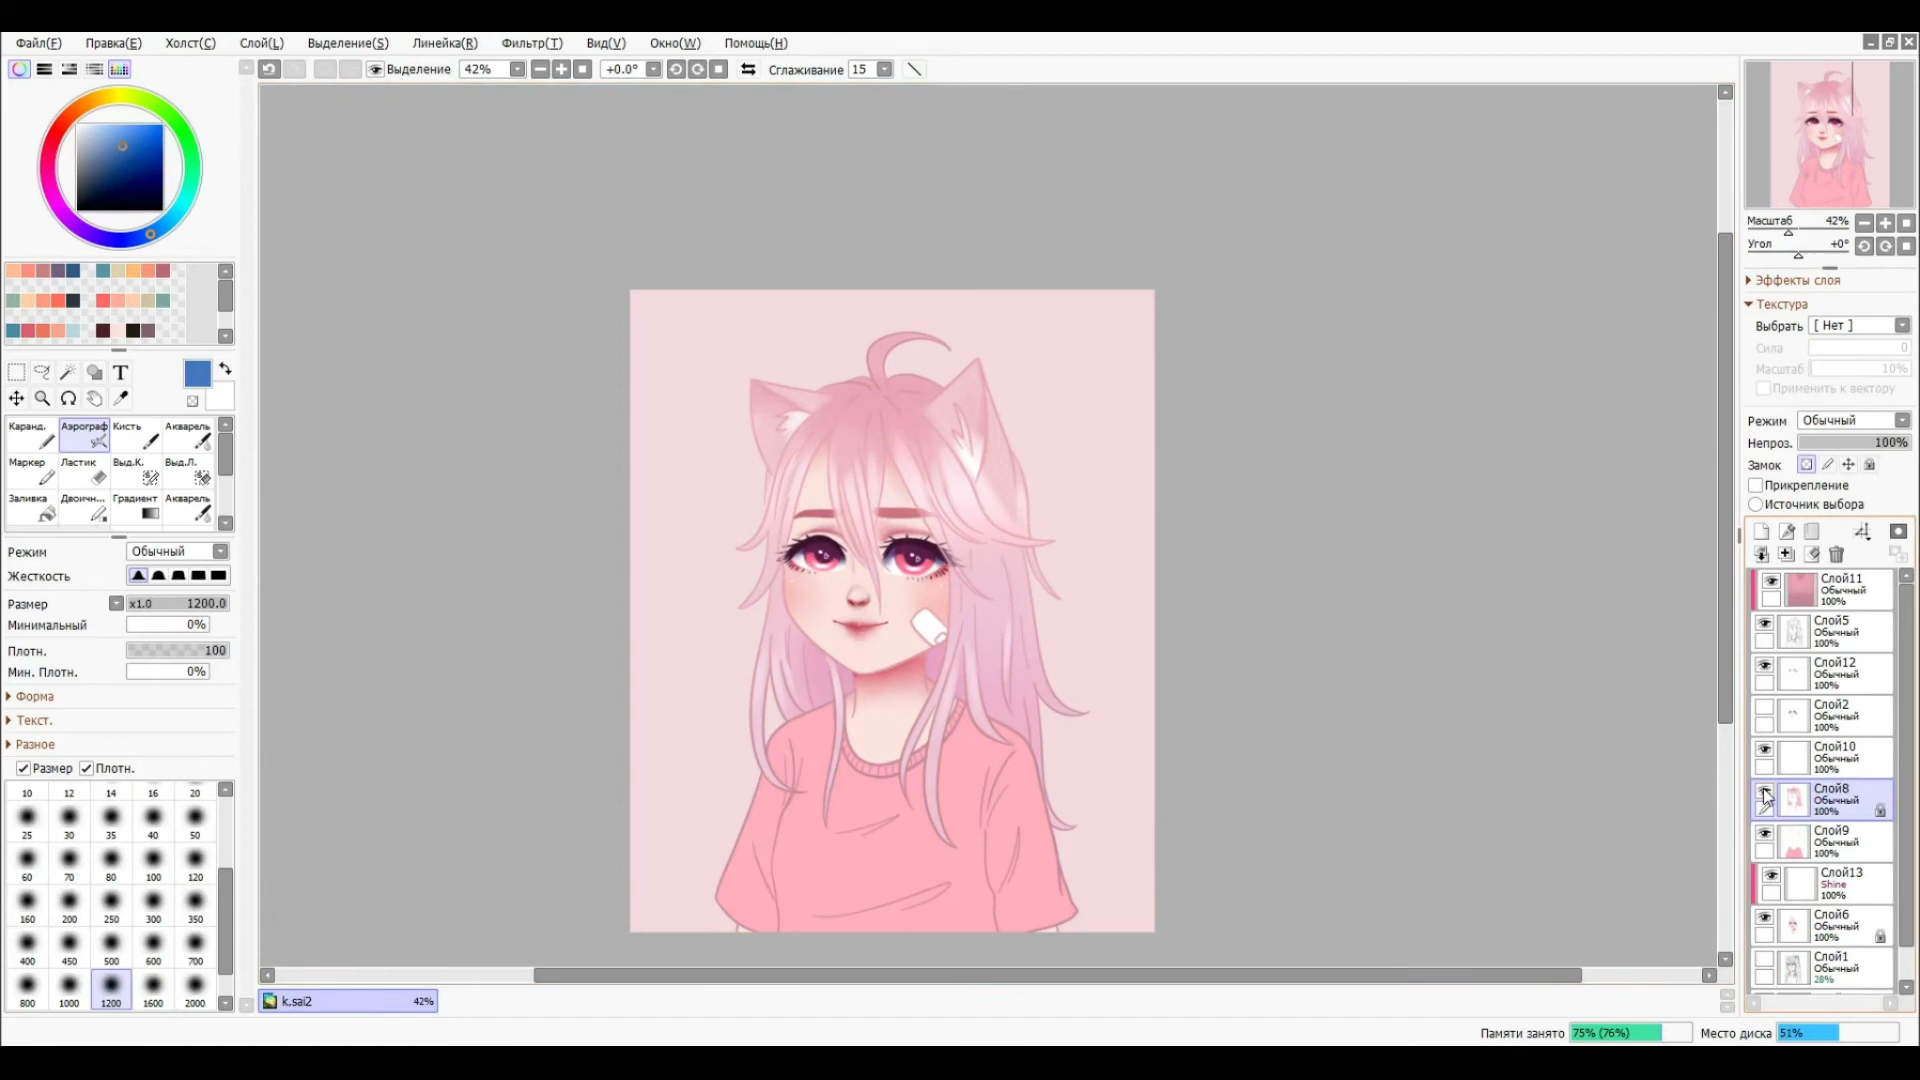 Файл(F) Правка(E) Холст(C) Слой(L) Выделение(S) Линейка(R) Фильтр(T) Вид(V) Окно(W) Помощь(H)
Выделение 42% +0.0° Сглаживание 15
Масштаб 42%
Угол +0°
Эффекты слоя
Текстура
Выбрать [ Нет ]
Сила 0
Масштаб 10%
Применить к вектору
Режим Обычный
Непроз. 100%
Замок
Прикрепление
Источник выбора
T
Каранд. Аэрограф Кисть Акварель
Маркер Ластик Выд.К. Выд.Л.
Заливка Двоичн... Градиент Акварель
Режим Обычный
Жесткость
Размер x1.0 1200.0
Минимальный 0%
Плотн. 100
Мин. Плотн. 0%
Форма
Текст.
Разное
Размер Плотн.
10 12 14 16 20
25 30 35 40 50
60 70 80 100 120
160 200 250 300 350
400 450 500 600 700
800 1000 1200 1600 2000
Слой11
Обычный
100%
Слой5
Обычный
100%
Слой12
Обычный
100%
Слой2
Обычный
100%
Слой10
Обычный
100%
Слой8
Обычный
100%
Слой9
Обычный
100%
Слой13
Shine
100%
Слой6
Обычный
100%
Слой1
Обычный
28%
k.sai2 42%
Памяти занято 75% (76%) Место диска 51%